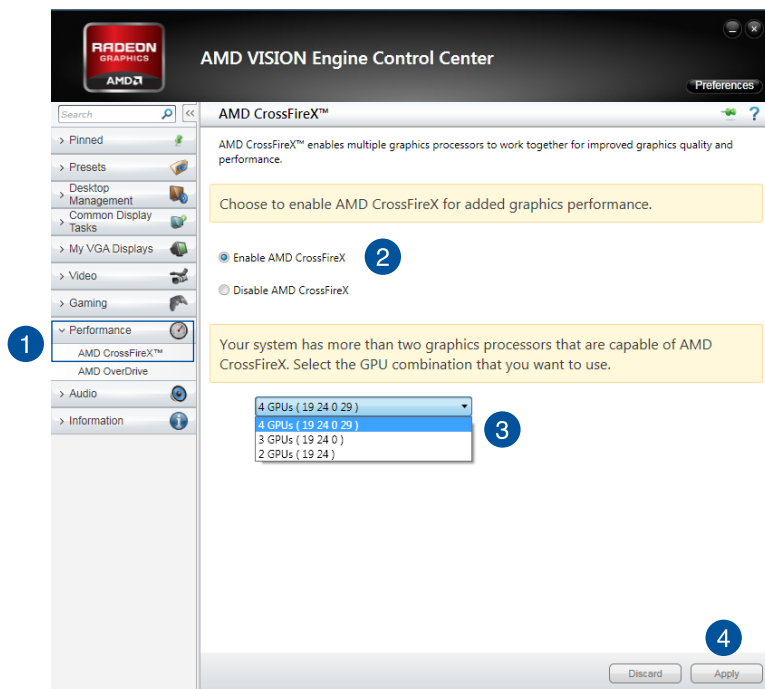 RADEON
GRAPHICS
AMD
AMD VISION Engine Control Center
Preferences
Search
<<
AMD CrossFireX™
?
> Pinned
> Presets
> Desktop
Management
> Common Display
Tasks
> My VGA Displays
> Video
> Gaming
1
Performance
AMD CrossFireX™
AMD OverDrive
> Audio
> Information
AMD CrossFireX™ enables multiple graphics processors to work together for improved graphics quality and
performance.
Choose to enable AMD CrossFireX for added graphics performance.
Enable AMD CrossFireX
2
Disable AMD CrossFireX
Your system has more than two graphics processors that are capable of AMD
CrossFireX. Select the GPU combination that you want to use.
4 GPUs ( 19 24 0 29 )
4 GPUs ( 19 24 0 29 )
3 GPUs ( 19 24 0 )
2 GPUs ( 19 24 )
3
4
Discard
Apply